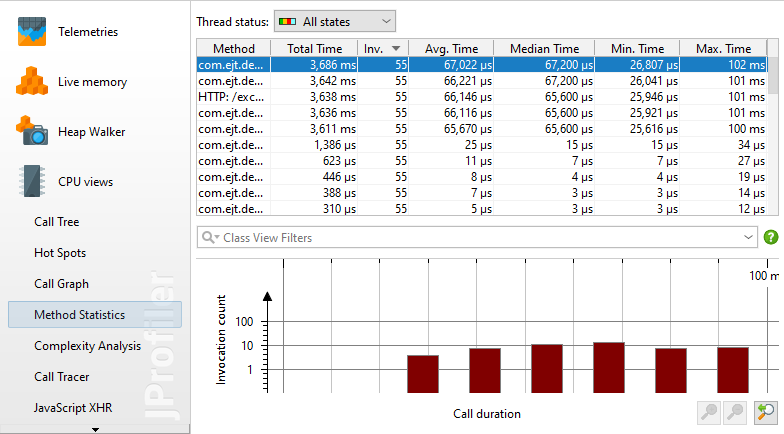 Telemetries
Live memory
Heap Walker
CPU views
Call Tree
Hot Spots
Call Graph
Method Statistics
Complexity Analysis
Call Tracer
JavaScript XHR
JProfiler
Thread status: All states
Method Total Time Inv. Avg. Time Median Time Min. Time Max. Time
com.ejt.de... 3,686 ms 55 67,022 µs 67,200 µs 26,807 µs 102 ms
com.ejt.de... 3,642 ms 55 66,221 µs 67,200 µs 26,041 µs 101 ms
HTTP: /exc... 3,638 ms 55 66,146 µs 65,600 µs 25,946 µs 101 ms
com.ejt.de... 3,636 ms 55 66,116 µs 65,600 µs 25,921 µs 101 ms
com.ejt.de... 3,611 ms 55 65,670 µs 65,600 µs 25,616 µs 100 ms
com.ejt.de... 1,386 µs 55 25 µs 15 µs 15 µs 34 µs
com.ejt.de... 623 µs 55 11 µs 7 µs 7 µs 27 µs
com.ejt.de... 446 µs 55 8 µs 4 µs 4 µs 19 µs
com.ejt.de... 388 µs 55 7 µs 3 µs 3 µs 14 µs
com.ejt.de... 310 µs 55 5 µs 3 µs 3 µs 12 µs
Class View Filters
?
100 m
Invocation count
100
10
1
Call duration